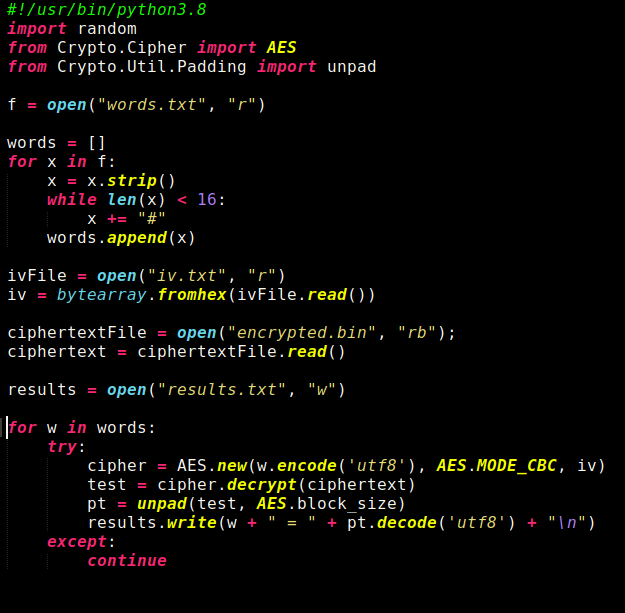 #!/usr/bin/python3.8
import random
from Crypto.Cipher import AES
from Crypto.Util.Padding import unpad
f = open("words.txt", "r")
words = []
for x in f:
x = x.strip()
while len(x) < 16:
x += "#"
words.append(x)
ivFile = open("iv.txt", "r")
iv = bytearray.fromhex(ivFile.read())
ciphertextFile = open("encrypted.bin", "rb");
ciphertext = ciphertextFile.read()
results = open("results.txt", "w")
for w in words:
try:
cipher = AES.new(w.encode('utf8'), AES.MODE_CBC, iv)
test = cipher.decrypt(ciphertext)
pt = unpad(test, AES.block_size)
results.write(w + " = " + pt.decode('utf8') + "\n")
except:
continue